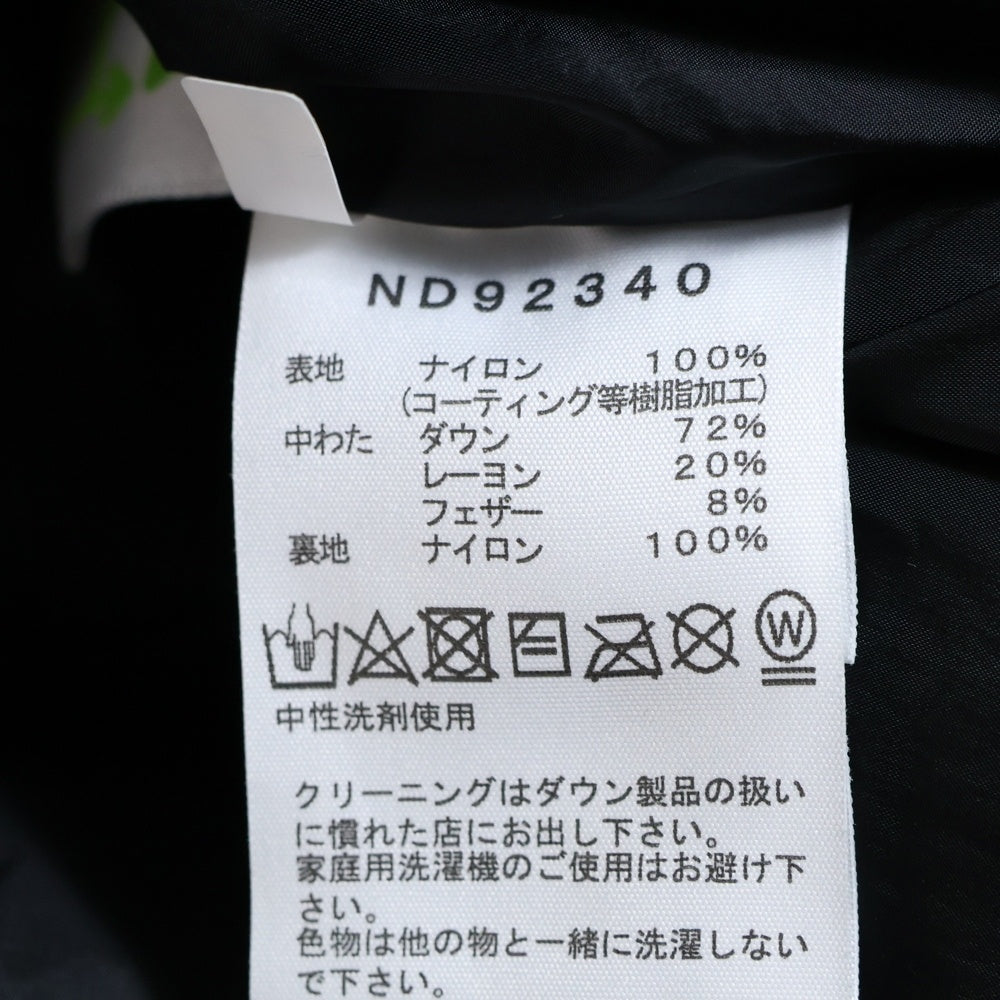 ND92340
表地 ナイロン 100%
(コーティング等樹脂加工)
中わた ダウン 72%
レーヨン 20%
フェザー 8%
裏地 ナイロン 100%
W
中性洗剤使用
クリーニングはダウン製品の扱い
に慣れた店にお出し下さい。
家庭用洗濯機のご使用はお避け下
さい。
色物は他の物と一緒に洗濯しない
で下さい。